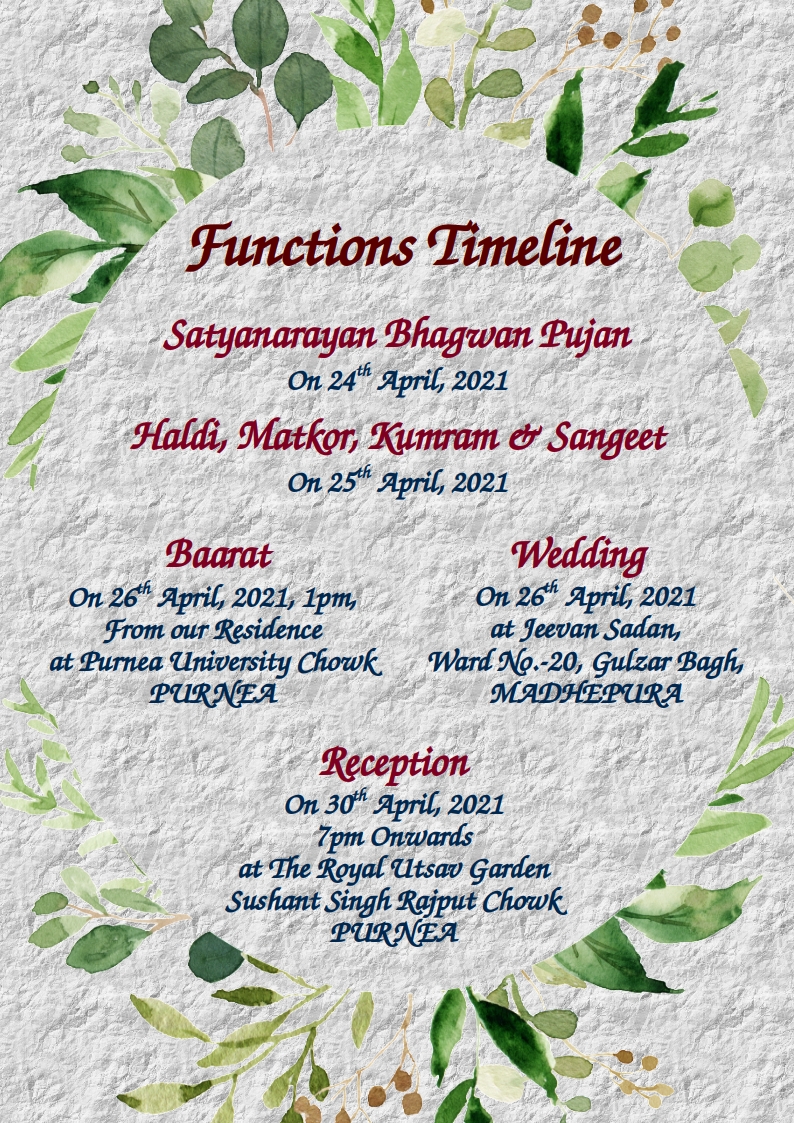 Functions Timeline
Satyanarayan Bhagwan Pujan
On 24th April, 2021
Haldi, Matkor, Kumram & Sangeet
On 25th April, 2021
Baarat
On 26th April, 2021, 1pm,
From our Residence
at Purnea University Chowk
PURNEA
Wedding
On 26th April, 2021
at Jeevan Sadan,
Ward No.-20, Gulzar Bagh,
MADHEPURA
Reception
On 30th April, 2021
7pm Onwards
at The Royal Utsav Garden
Sushant Singh Rajput Chowk
PURNEA